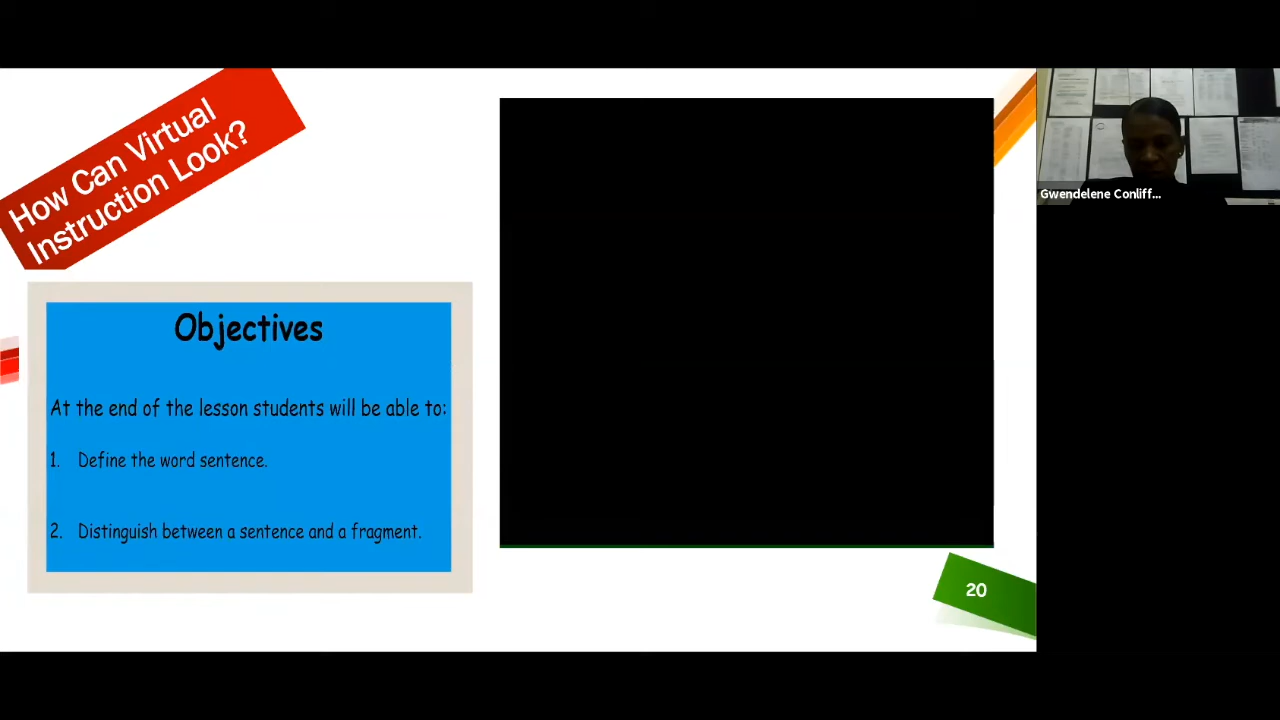 How Can Virtual
Instruction Look?
Objectives
At the end of the lesson students will be able to:
1. Define the word sentence.
2. Distinguish between a sentence and a fragment.
20
Gwendelene Conliff...